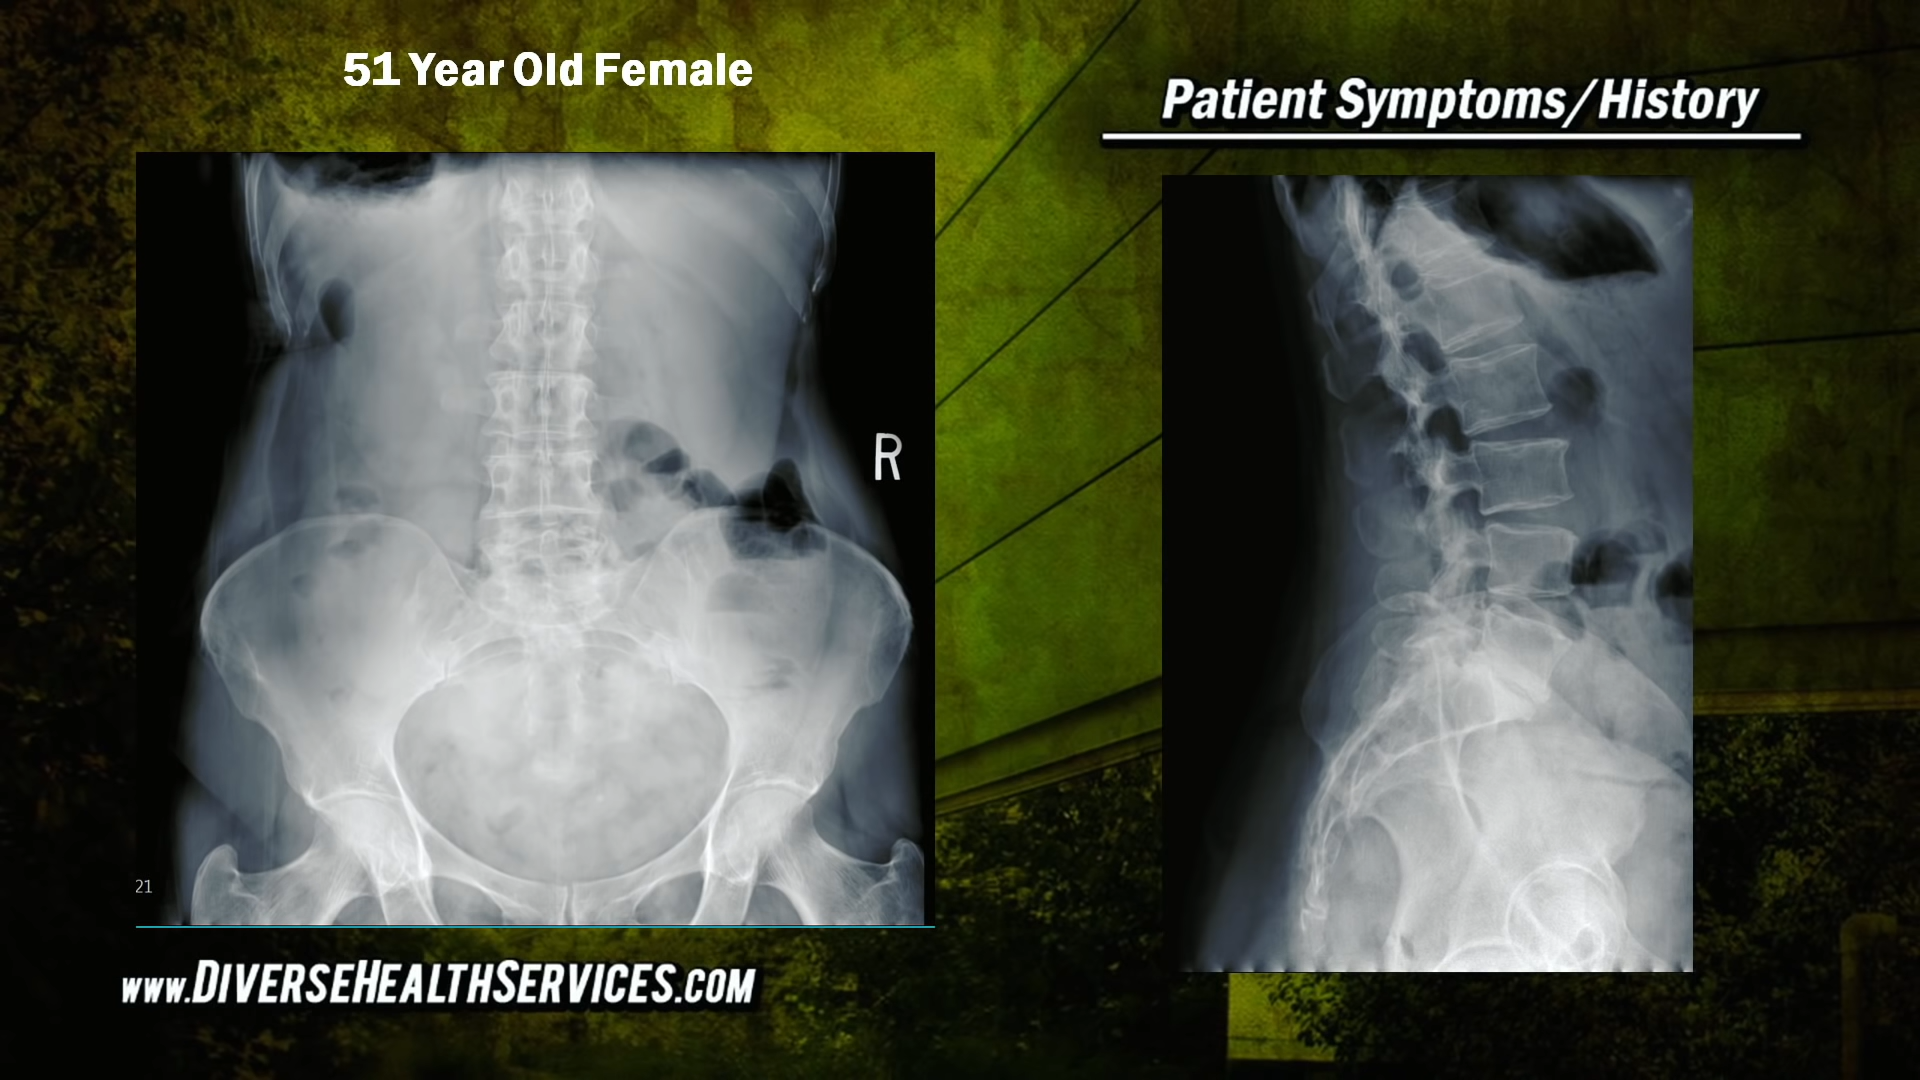 51 Year Old Female
Patient Symptoms/History
R
21
www.DiverseHealthServices.com